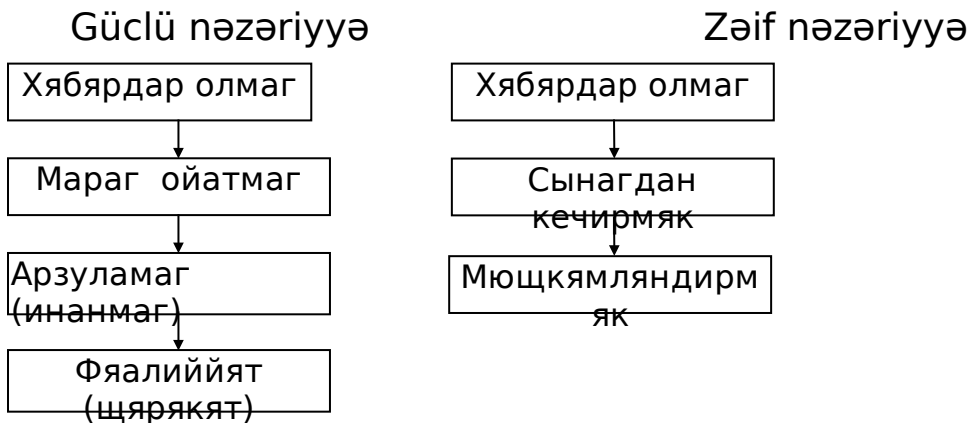 Güclü nəzəriyyə
Хябярдар олмаг
Мараг ойатмаг
Арзуламаг
(инанмаг)
Фяалиййят
(щярякят)
Zəif nəzəriyyə
Хябярдар олмаг
Сынагдан
кечирмяк
Мющкямляндирм
як